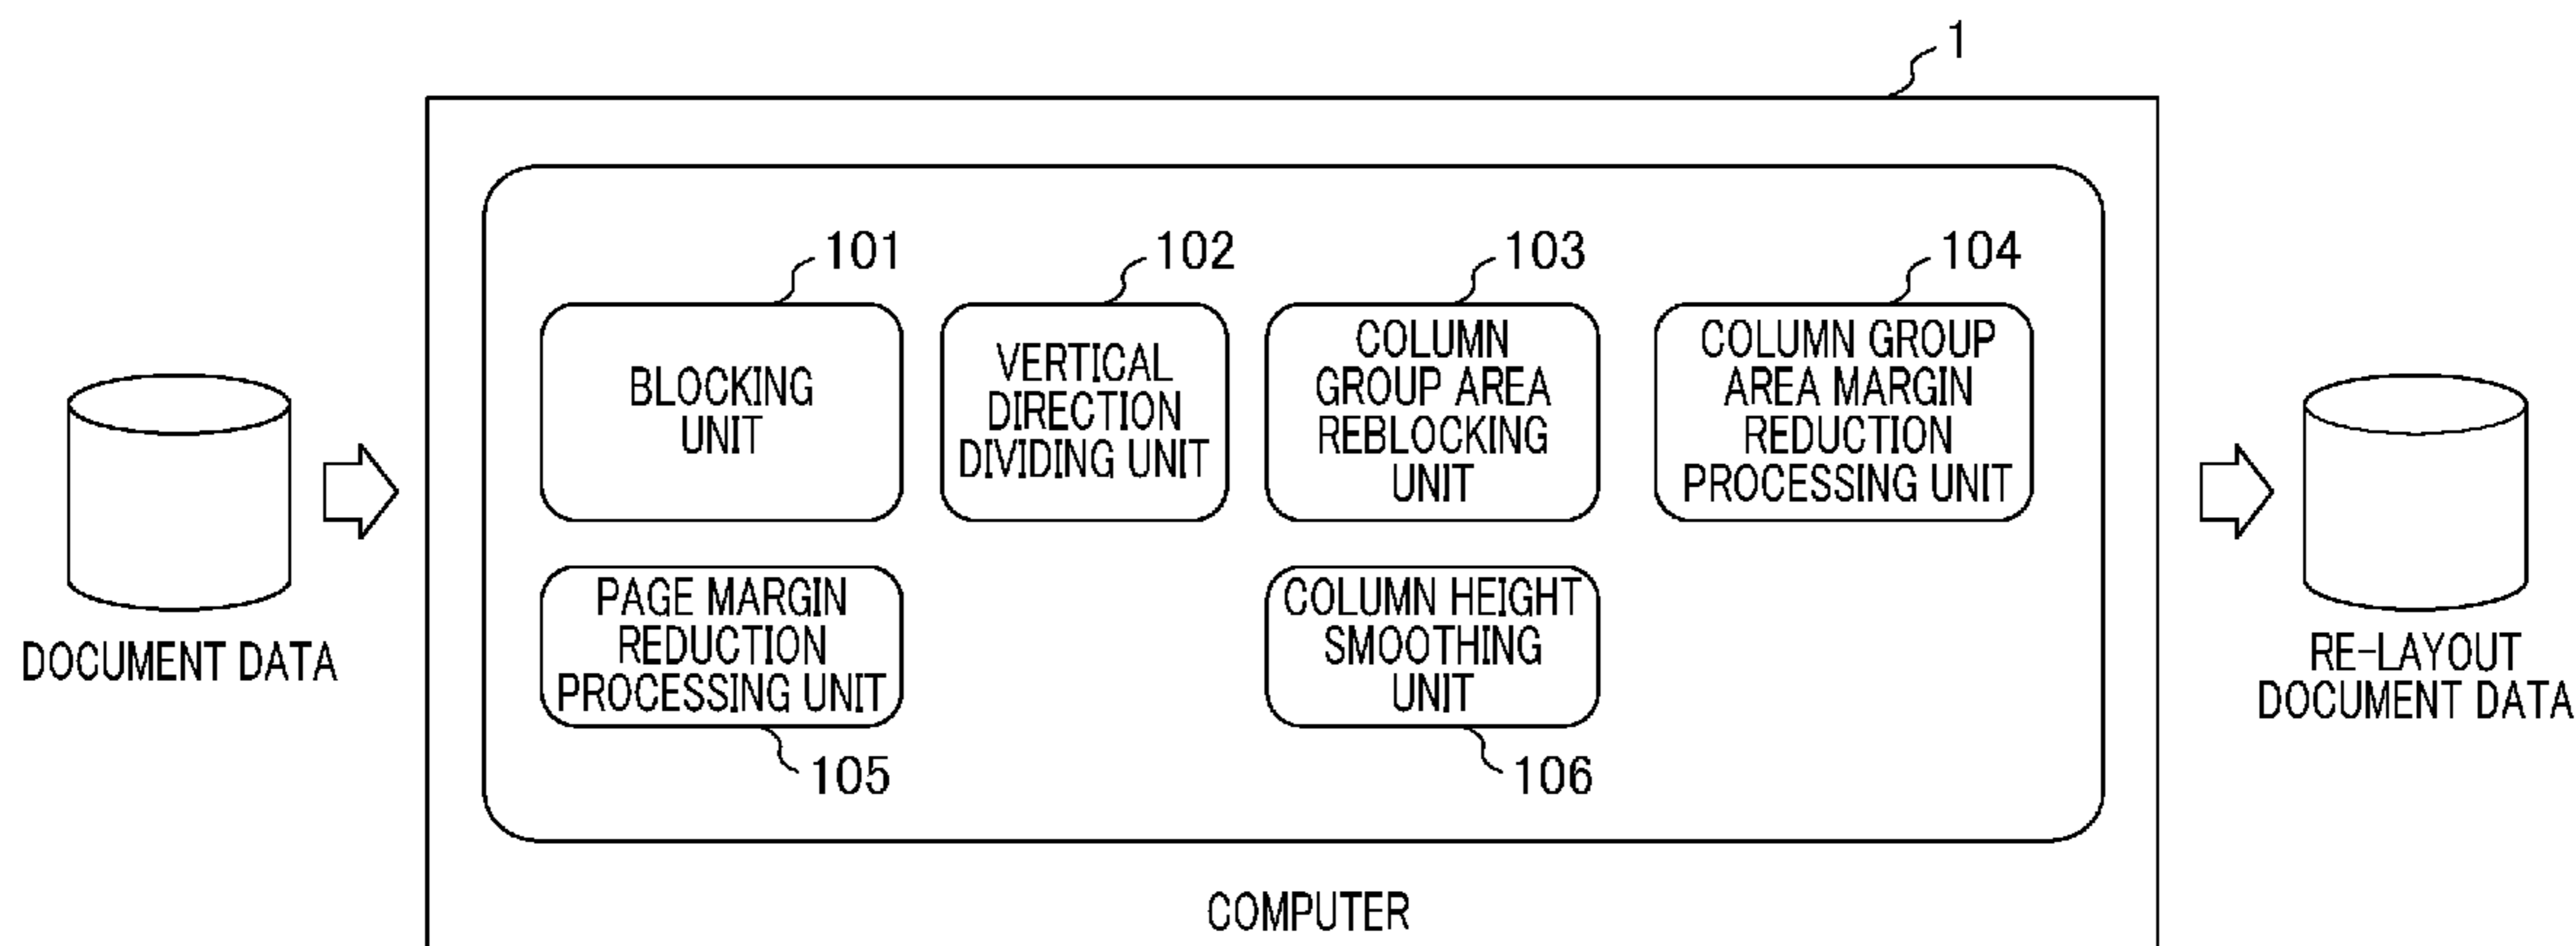 1
101
102
103
104
BLOCKING
UNIT
VERTICAL
DIRECTION
DIVIDING UNIT
COLUMN
GROUP AREA
REBLOCKING
UNIT
COLUMN GROUP
AREA MARGIN
REDUCTION
PROCESSING UNIT
PAGE MARGIN
REDUCTION
PROCESSING UNIT
COLUMN HEIGHT
SMOOTHING
UNIT
105
106
DOCUMENT DATA
RE-LAYOUT
DOCUMENT DATA
COMPUTER